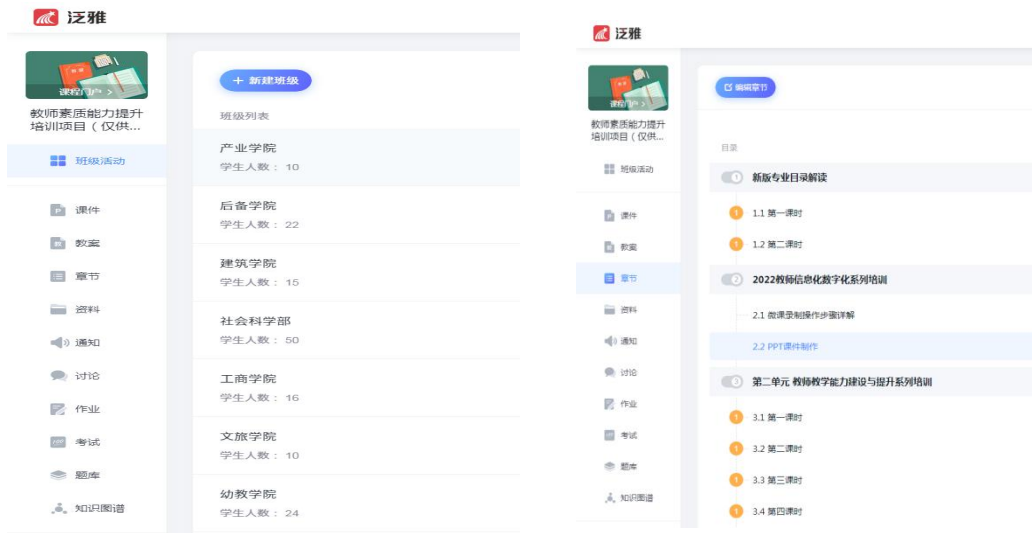 泛雅
课程门户 >
教师素质能力提升
培训项目（仅供...
班级活动
课件
教案
章节
资料
通知
讨论
作业
考试
题库
知识图谱
+ 新建班级
班级列表
产业学院
学生人数： 10
后备学院
学生人数： 22
建筑学院
学生人数： 15
社会科学部
学生人数： 50
工商学院
学生人数： 16
文旅学院
学生人数： 10
幼教学院
学生人数： 24
泛雅
课程门户 >
教师素质能力提升
培训项目（仅供...
班级活动
课件
教案
章节
资料
通知
讨论
作业
考试
题库
知识图谱
编辑章节
目录
1 新版专业目录解读
1 1.1 第一课时
1 1.2 第二课时
2 2022教师信息化数字化系列培训
2.1 微课录制操作步骤详解
2.2 PPT课件制作
3 第二单元 教师教学能力建设与提升系列培训
1 3.1 第一课时
1 3.2 第二课时
1 3.3 第三课时
1 3.4 第四课时